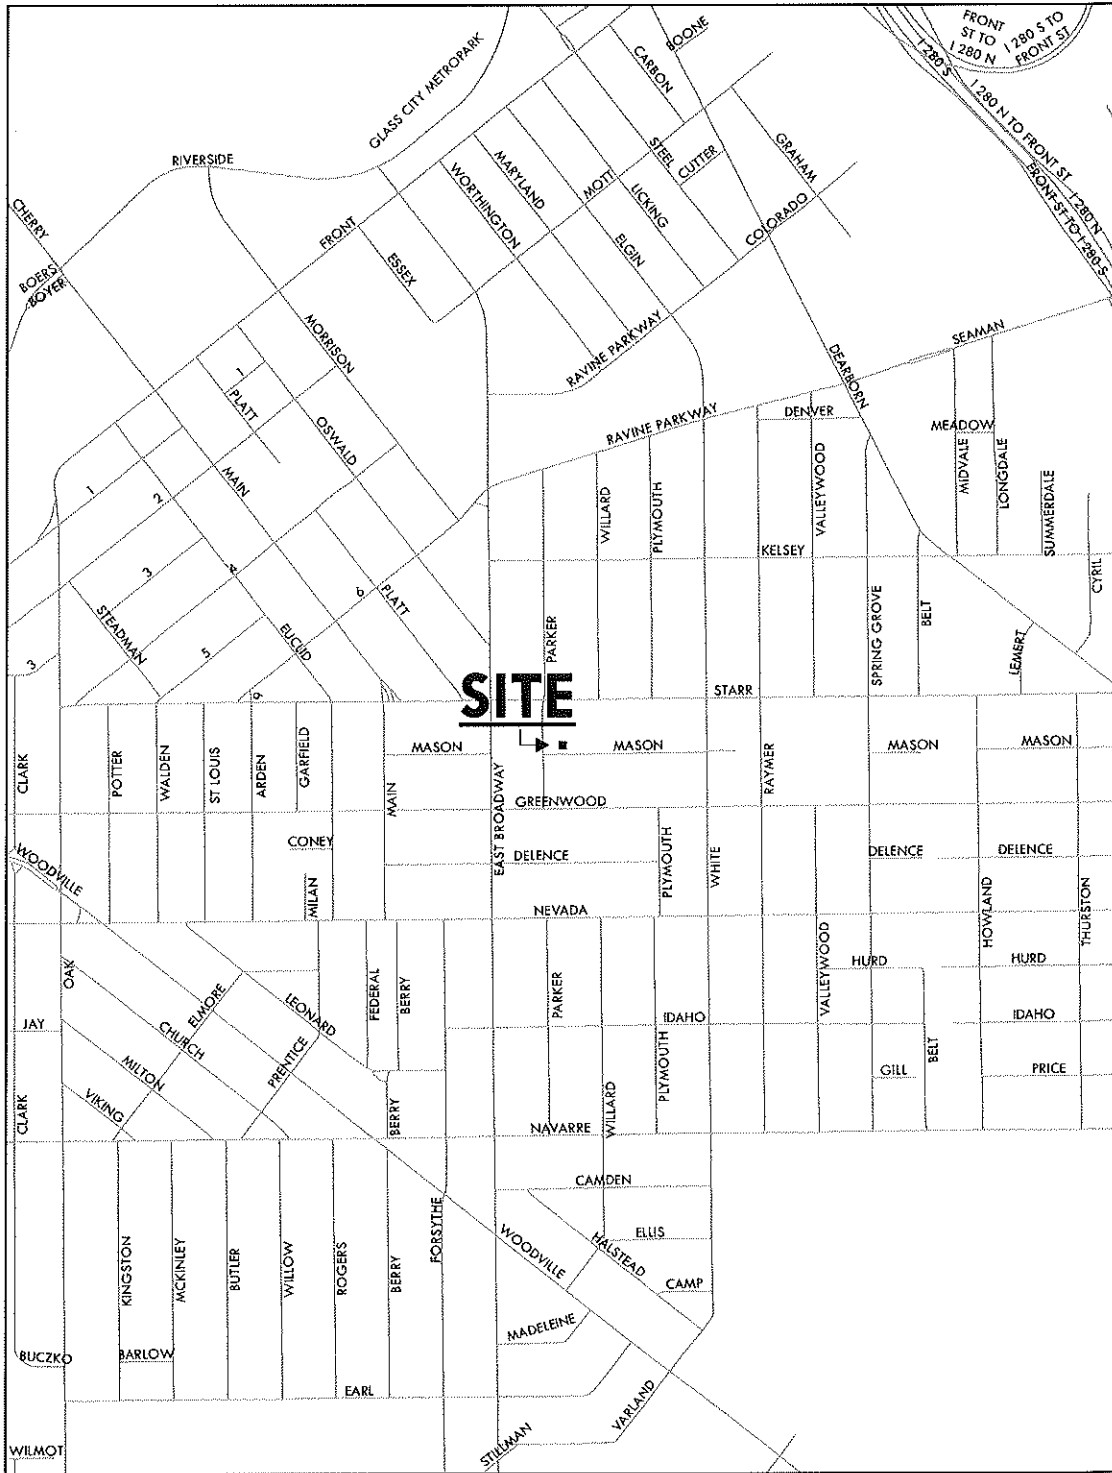 FRONT
ST TO
I 280 N
I 280 S TO
FRONT ST
I 280 S
I 280 N TO FRONT ST
I 280 N
FRONT ST TO I 280 S
BOONE
CARBON
GLASS CITY METROPARK
RIVERSIDE
CHERRY
BOERS
BOYER
FRONT
ESSEX
WORTHINGTON
MARYLAND
MOTT
STEEL
CUTTER
LICKING
ELGIN
GRAHAM
COLORADO
MORRISON
RAVINE PARKWAY
SEAMAN
DEARBORN
1
PLATT
OSWALD
RAVINE PARKWAY
DENVER
MEADOW
MIDVALE
LONGDALE
SUMMERDALE
CYRIL
VALLEYWOOD
WILLARD
PLYMOUTH
KELSEY
1
2
MAIN
3
4
6
PLATT
STEADMAN
5
EUCLID
3
6
PARKER
SPRING GROVE
BELT
LEMERT
STARR
SITE
MASON
MASON
MASON
MASON
CLARK
POTTER
WALDEN
ST LOUIS
ARDEN
GARFIELD
MAIN
EAST BROADWAY
RAYMER
GREENWOOD
CONEY
DELENCE
DELENCE
DELENCE
PLYMOUTH
WHITE
WOODVILLE
MILAN
NEVADA
HOWLAND
THURSTON
OAK
ELMORE
LEONARD
FEDERAL
BERRY
PARKER
VALLEYWOOD
HURD
HURD
JAY
CHURCH
IDAHO
IDAHO
MILTON
PRENTICE
PLYMOUTH
GILL
BELT
PRICE
CLARK
VIKING
BERRY
NAVARRE
WILLARD
CAMDEN
KINGSTON
MCKINLEY
BUTLER
WILLOW
ROGERS
BERRY
FORSYTHE
WOODVILLE
HALSTEAD
ELLIS
CAMP
MADELEINE
BUCZKO
BARLOW
EARL
VARLAND
STILLMAN
WILMOT